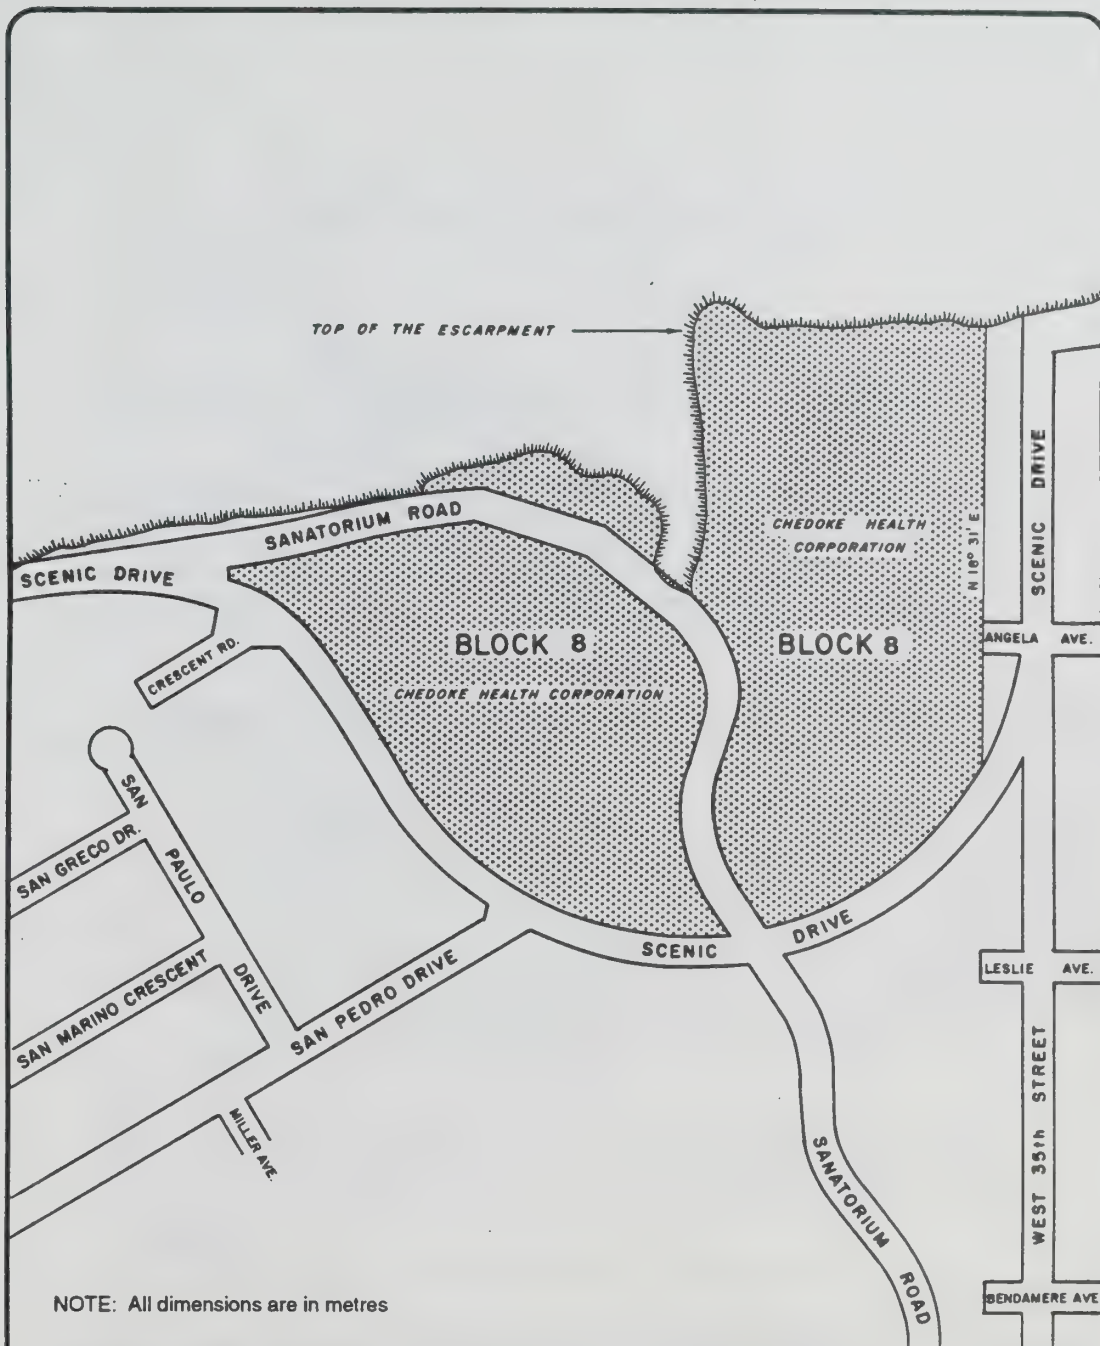 TOP OF THE ESCARPMENT
SCENIC DRIVE
CHEDOKE HEALTH
CORPORATION
N 18° 31' E
SANATORIUM ROAD
SCENIC DRIVE
BLOCK 8
BLOCK 8
ANGELA AVE.
CRESCENT RD.
CHEDOKE HEALTH CORPORATION
SAN PAULO DRIVE
SAN GRECO DR.
SCENIC DRIVE
SAN MARINO CRESCENT
SAN PEDRO DRIVE
LESLIE AVE.
MILLER AVE.
WEST 35th STREET
SANATORIUM ROAD
BENDAMERE AVE
NOTE: All dimensions are in metres